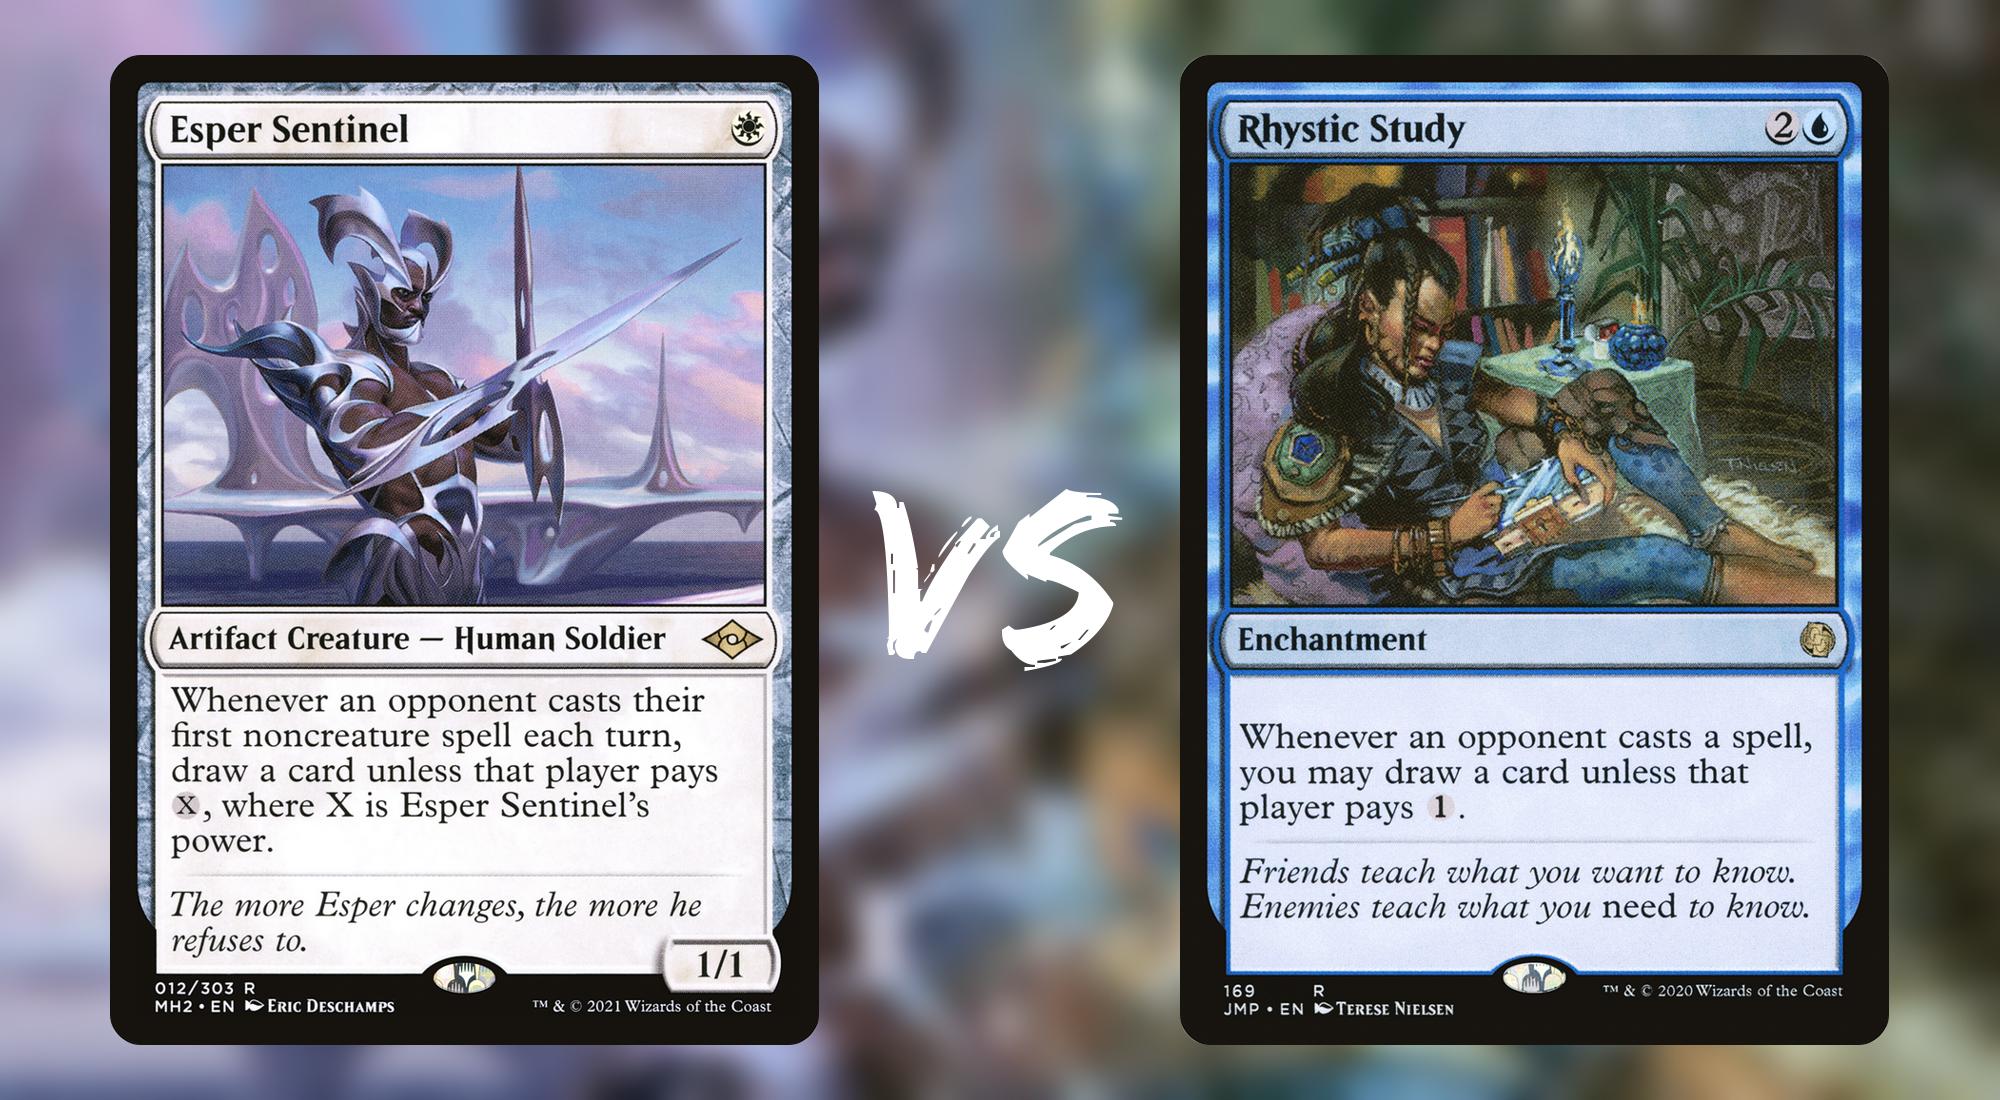 Esper Sentinel
Artifact Creature — Human Soldier
Whenever an opponent casts their
first noncreature spell each turn,
draw a card unless that player pays
X, where X is Esper Sentinel's
power.
The more Esper changes, the more he
refuses to.
1/1
012/303 R
MH2 • EN Eric Deschamps
™ & © 2021 Wizards of the Coast
VS
Rhystic Study 2
T. NIELSEN
Enchantment
Whenever an opponent casts a spell,
you may draw a card unless that
player pays 1.
Friends teach what you want to know.
Enemies teach what you need to know.
169 R
JMP • EN Terese Nielsen
™ & © 2020 Wizards of the Coast